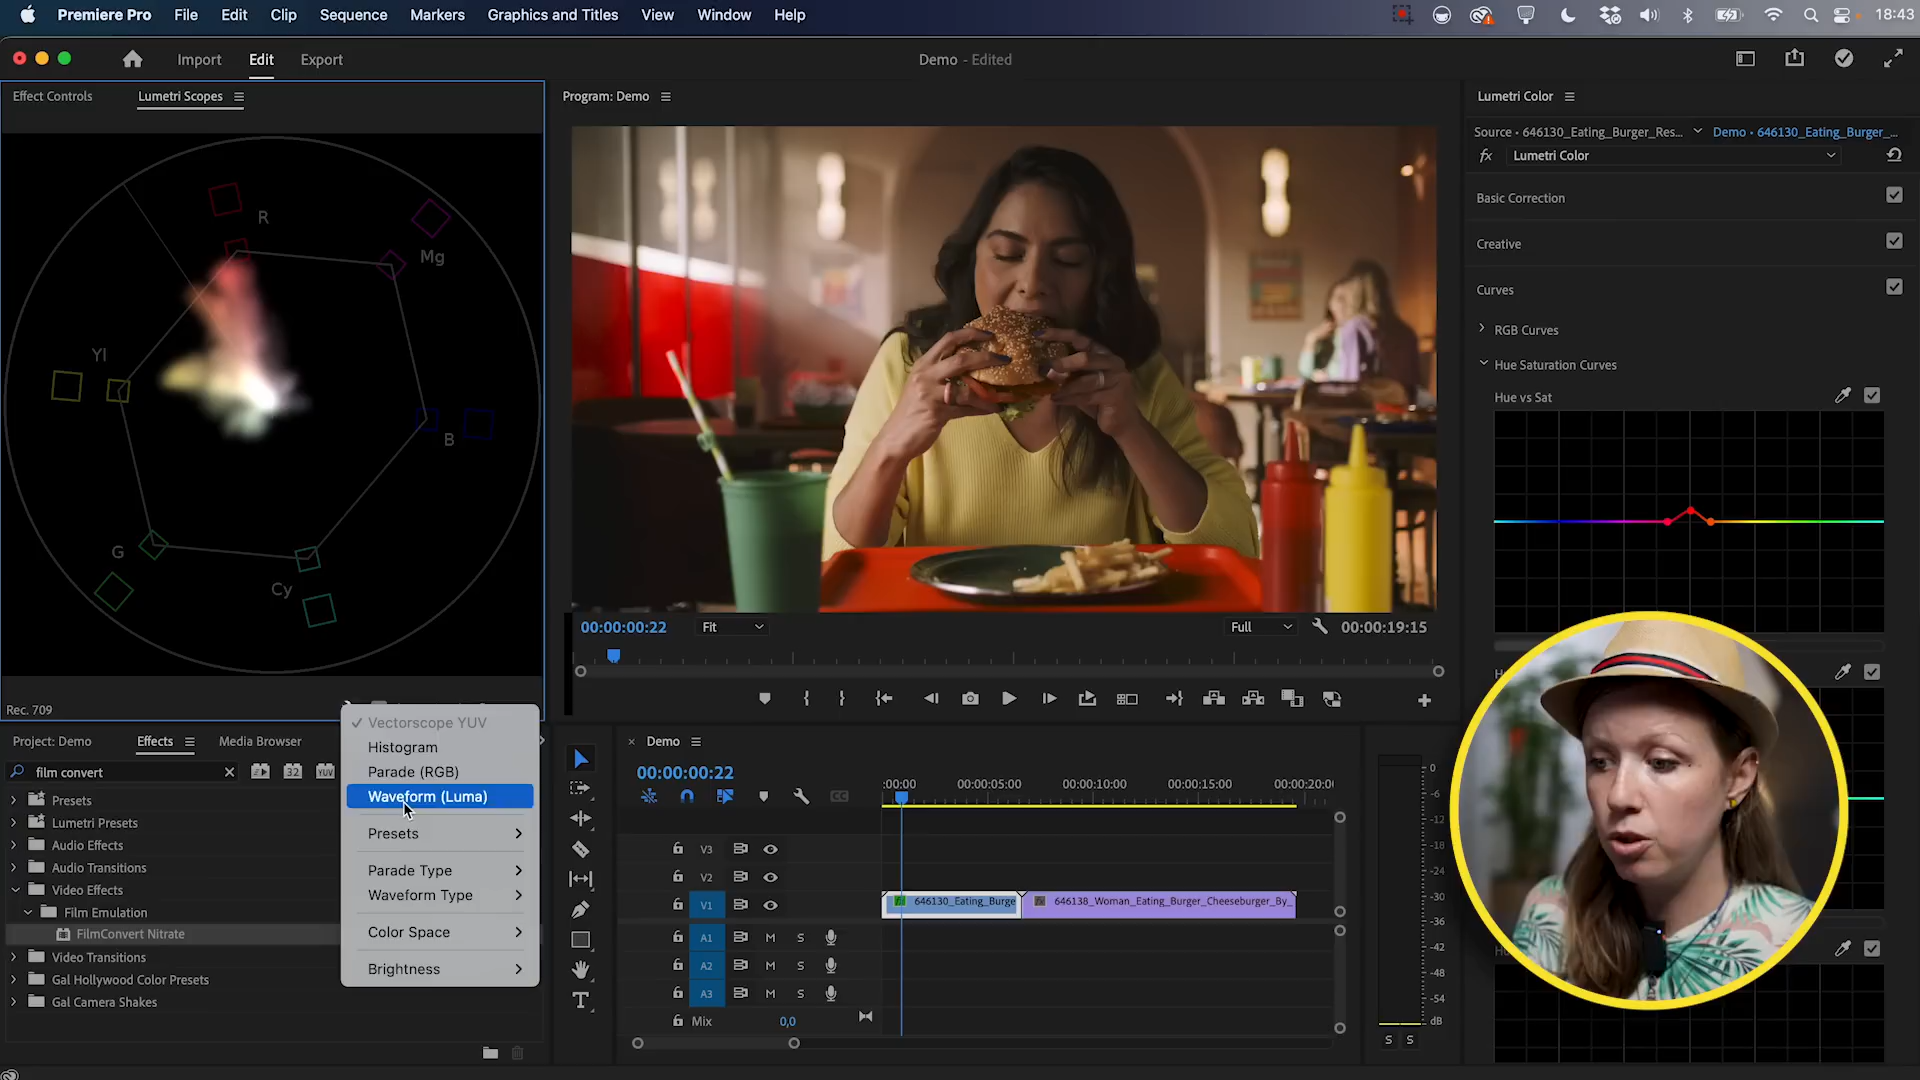 Premiere Pro File Edit Clip Sequence Markers Graphics and Titles View Window Help 18:43
Import Edit Export Demo - Edited
Effect Controls Lumetri Scopes
R
Mg
Yl
B
G
Cy
Rec. 709
Program: Demo
00:00:00:22 Fit Full 00:00:19:15
Lumetri Color
Source • 646130_Eating_Burger_Res... Demo • 646130_Eating_Burger_...
fx Lumetri Color
Basic Correction
Creative
Curves
RGB Curves
Hue Saturation Curves
Hue vs Sat
Vectorscope YUV
Histogram
Parade (RGB)
Waveform (Luma)
Presets
Parade Type
Waveform Type
Color Space
Brightness
Project: Demo Effects Media Browser
film convert 32 YUV
Presets
Lumetri Presets
Audio Effects
Audio Transitions
Video Effects
Film Emulation
FilmConvert Nitrate
Video Transitions
Gal Hollywood Color Presets
Gal Camera Shakes
Demo
00:00:00:22
:00:00 00:00:05:00 00:00:10:00 00:00:15:00 00:00:20:0
V3
V2
V1 646130_Eating_Burge 646138_Woman_Eating_Burger_Cheeseburger_By_
A1 M S
A2 M S
A3 M S
Mix 0,0
0
-6
-12
-18
-24
-30
-36
-42
-48
-54
dB
S S